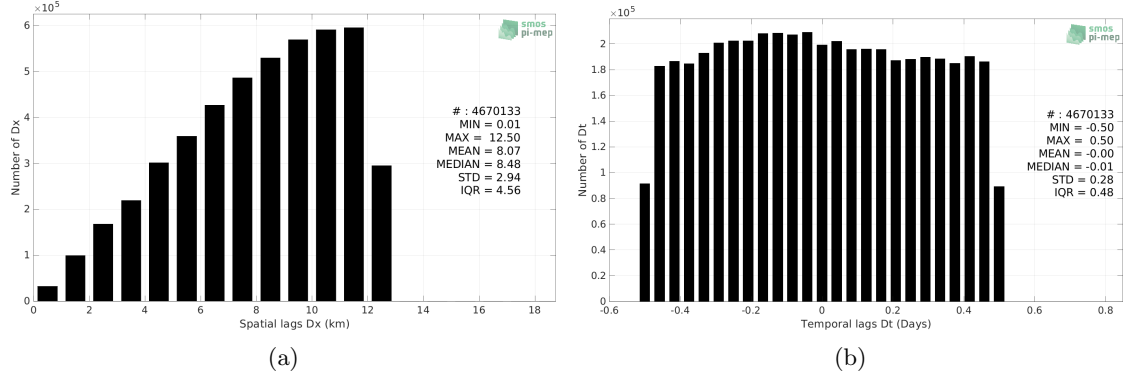 ×10^5
6
5
4
3
2
1
0
0 2 4 6 8 10 12 14 16 18
Number of Dx
Spatial lags Dx (km)
smos
pi-mep
# : 4670133
MIN = 0.01
MAX = 12.50
MEAN = 8.07
MEDIAN = 8.48
STD = 2.94
IQR = 4.56
(a)
×10^5
2
1.8
1.6
1.4
1.2
1
0.8
0.6
0.4
0.2
0
-0.6 -0.4 -0.2 0 0.2 0.4 0.6 0.8
Number of Dt
Temporal lags Dt (Days)
smos
pi-mep
# : 4670133
MIN = -0.50
MAX = 0.50
MEAN = -0.00
MEDIAN = -0.01
STD = 0.28
IQR = 0.48
(b)